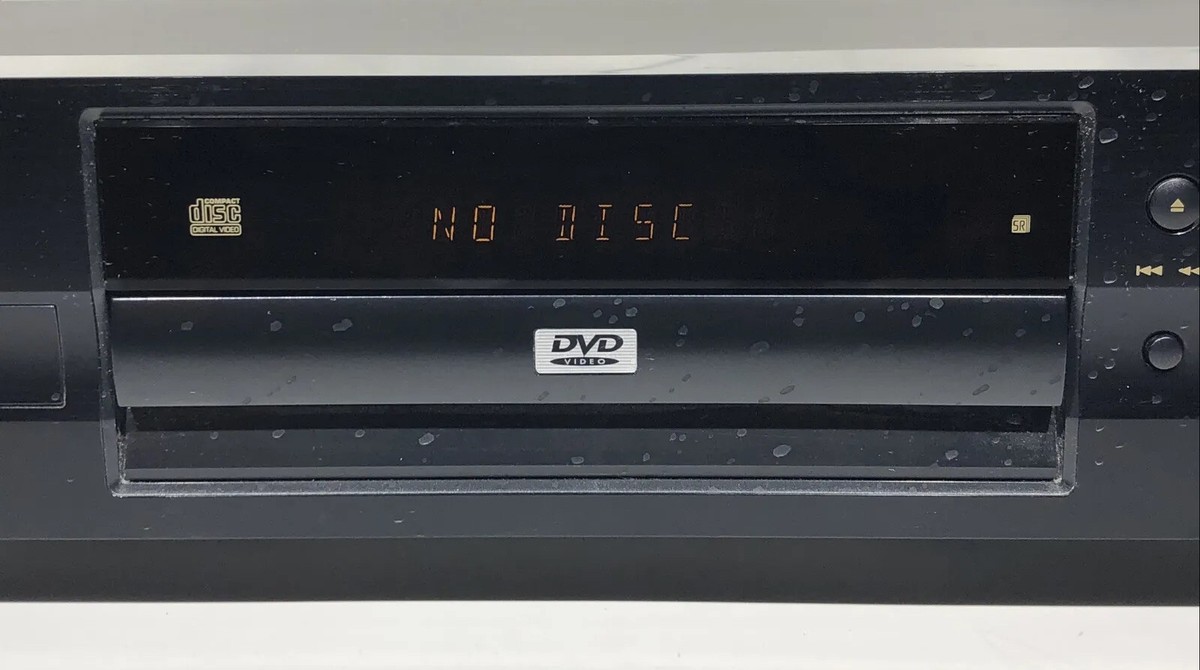 COMPACT
disc
DIGITAL VIDEO
NO DISC
SR
DVD
VIDEO